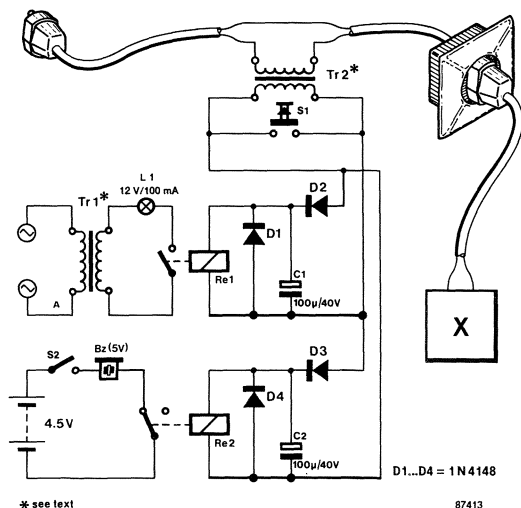 Tr2*
S1
L1
12 V/100 mA
Tr1*
D2
D1
A
Re1
C1
100µ/40V
S2
Bz(5V)
D3
X
D4
4.5V
Re2
C2
100µ/40V
D1...D4 = 1N4148
* see text
87413